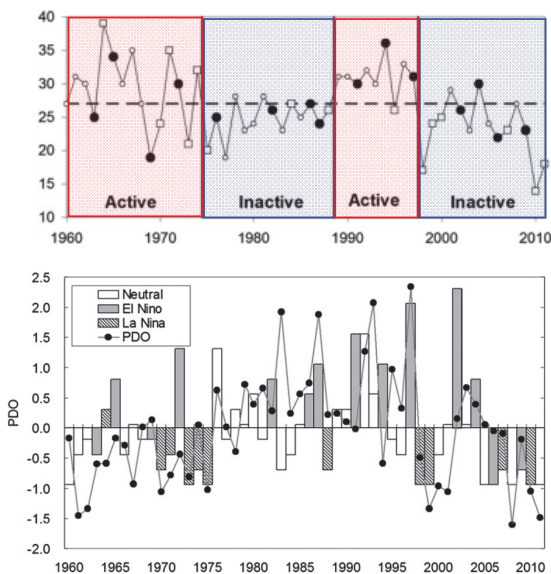 40
35
30
25
20
15
10
Active Inactive Active Inactive
1960 1970 1980 1990 2000 2010
2.5
2.0
1.5
1.0
0.5
0.0
-0.5
-1.0
-1.5
-2.0
PDO
Neutral
El Nino
La Nina
PDO
1960 1965 1970 1975 1980 1985 1990 1995 2000 2005 2010